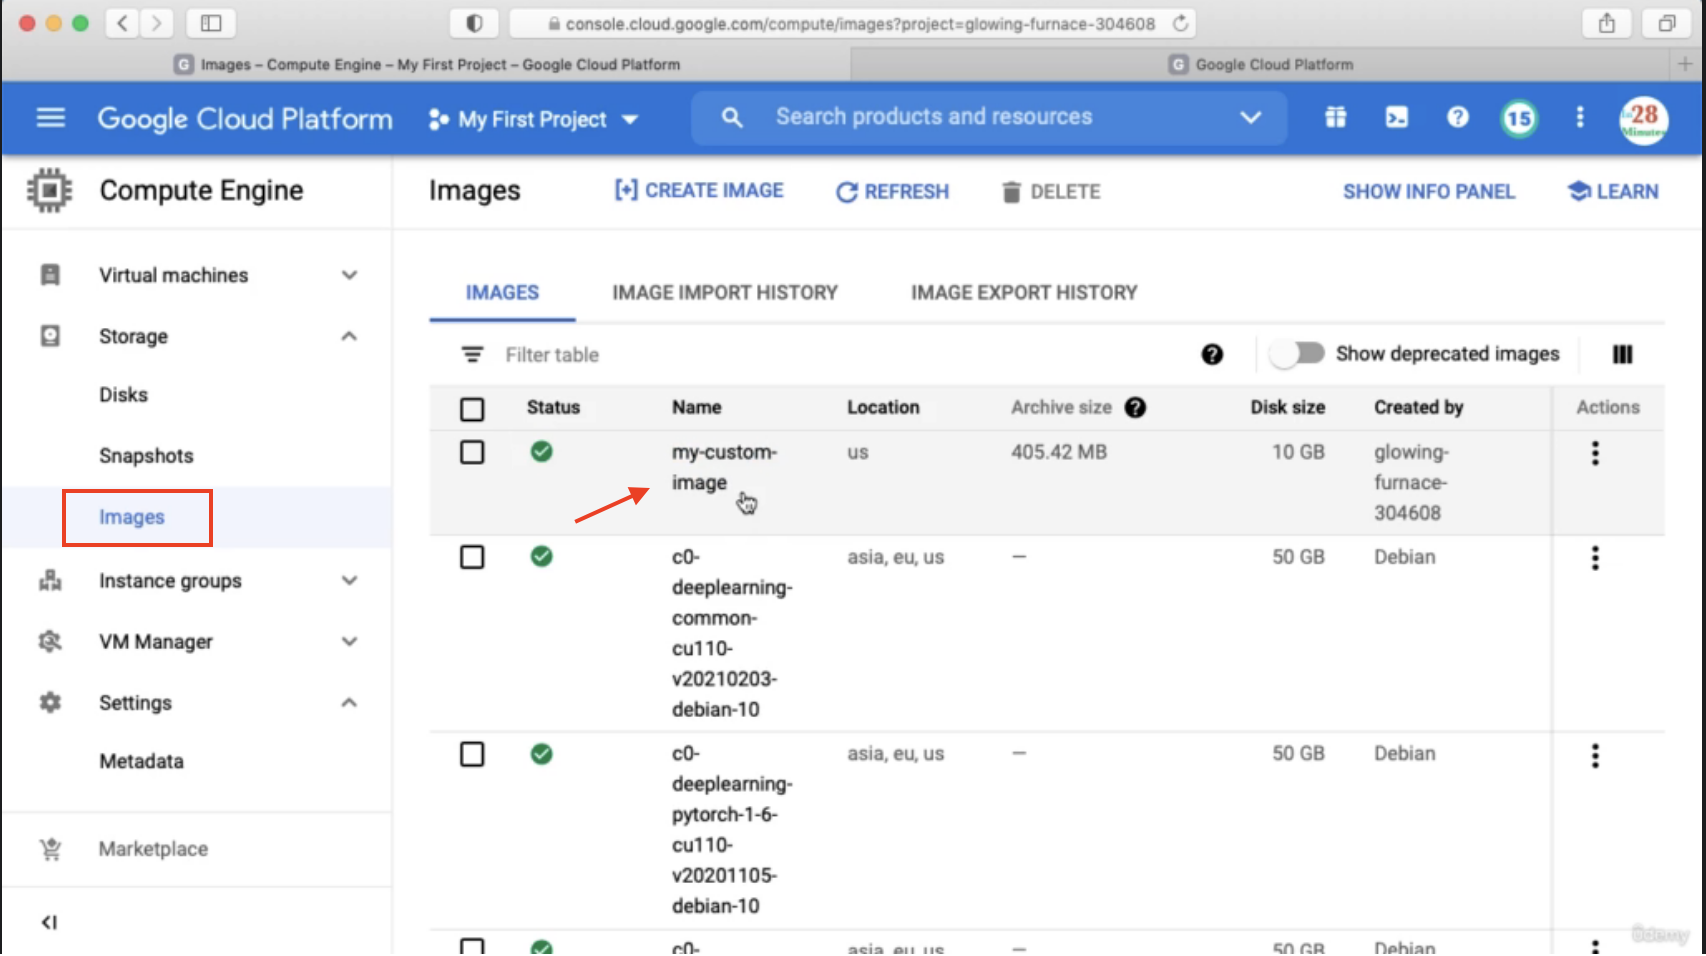 console.cloud.google.com/compute/images?project=glowing-furnace-304608
Images – Compute Engine – My First Project – Google Cloud Platform
Google Cloud Platform
Google Cloud Platform
My First Project
Search products and resources
15
28
Minutes
Compute Engine
Images
CREATE IMAGE
REFRESH
DELETE
SHOW INFO PANEL
LEARN
Virtual machines
Storage
Disks
Snapshots
Images
Instance groups
VM Manager
Settings
Metadata
Marketplace
IMAGES
IMAGE IMPORT HISTORY
IMAGE EXPORT HISTORY
Filter table
Show deprecated images
Status
Name
Location
Archive size
Disk size
Created by
Actions
my-custom-
image
us
405.42 MB
10 GB
glowing-
furnace-
304608
c0-
deeplearning-
common-
cu110-
v20210203-
debian-10
asia, eu, us
—
50 GB
Debian
c0-
deeplearning-
pytorch-1-6-
cu110-
v20201105-
debian-10
asia, eu, us
—
50 GB
Debian
c0-
asia, eu, us
—
50 GB
Debian
Udemy